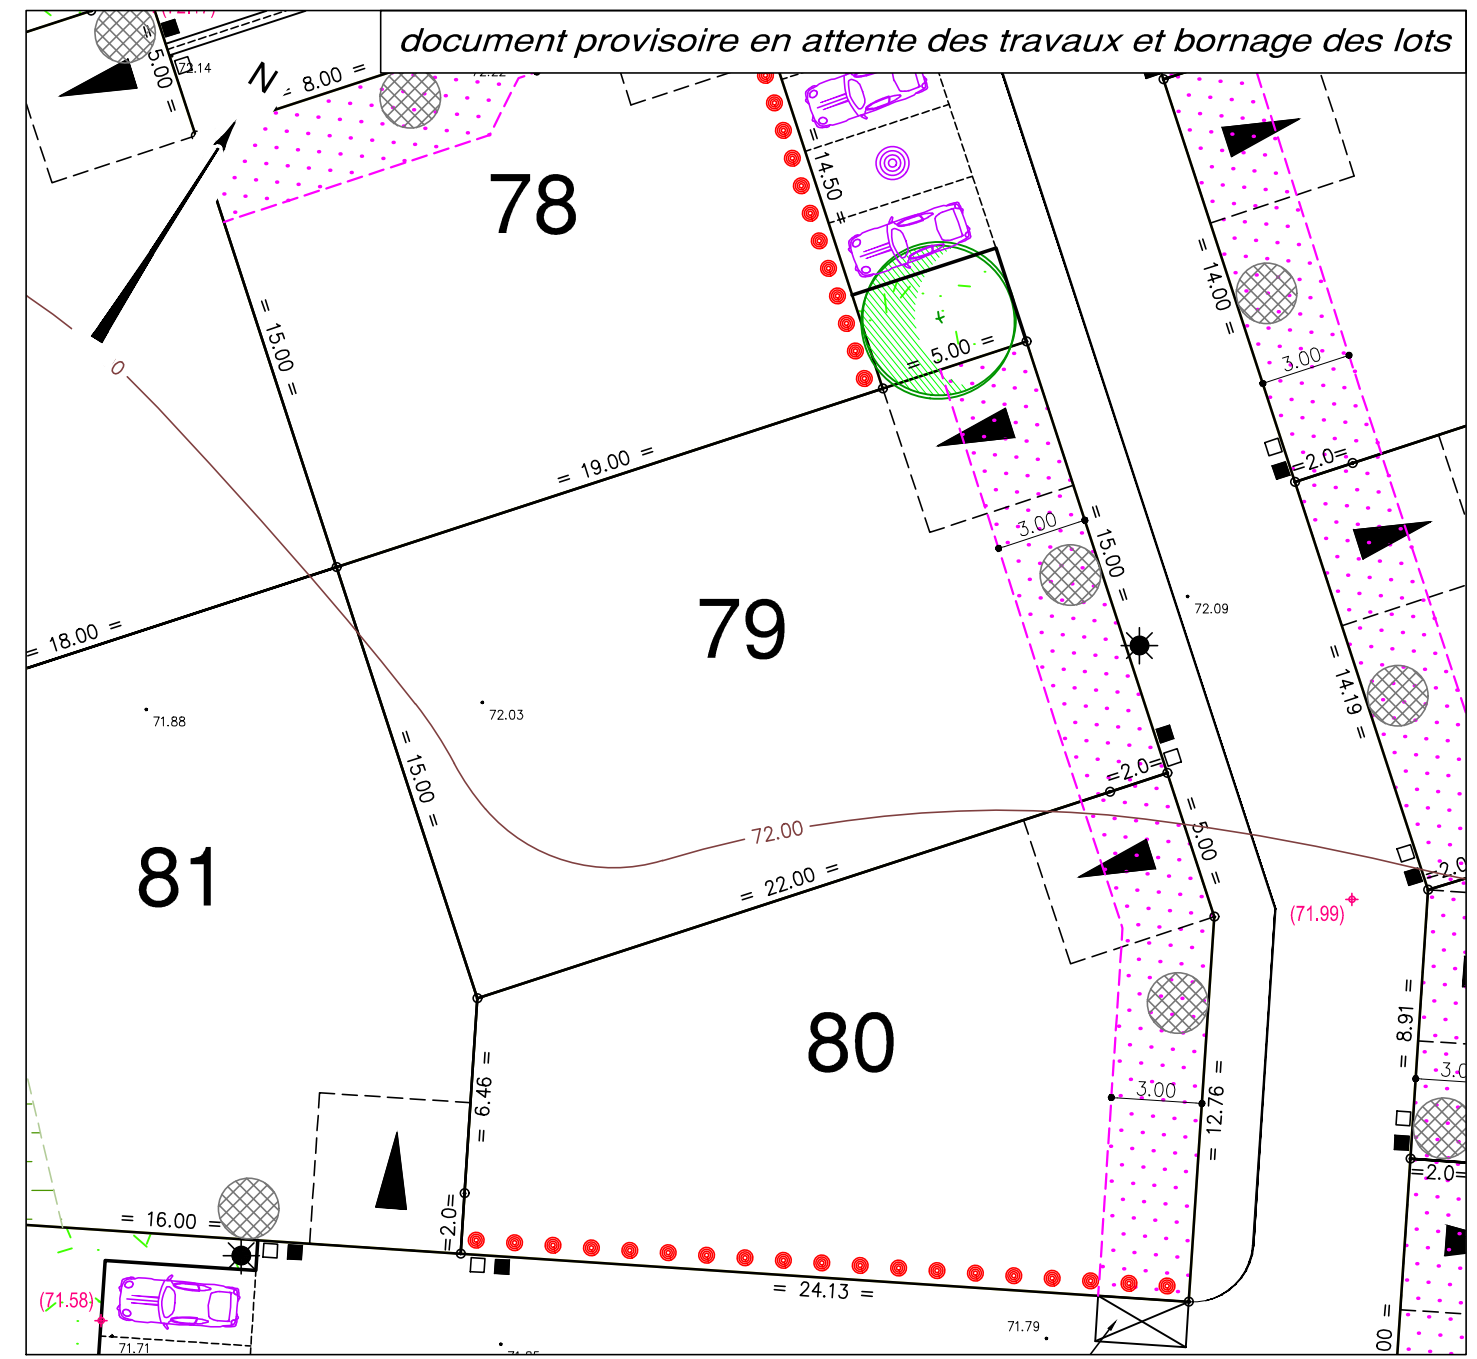 document provisoire en attente des travaux et bornage des lots
= 5.00 =
72.14
N
= 8.00 =
78
= 14.50 =
= 14.00 =
= 15.00 =
0
= 5.00 =
3.00
= 19.00 =
=2.0=
3.00
= 15.00 =
72.09
79
= 18.00 =
= 14.19 =
71.88
72.03
= 15.00 =
=2.0=
72.00
= 5.00 =
81
= 22.00 =
=2.0
(71.99)
80
= 8.91 =
= 6.46 =
3.00
= 12.76 =
=2.0=
=2.0=
= 16.00 =
= 24.13 =
(71.58)
71.79
71.71
00 =